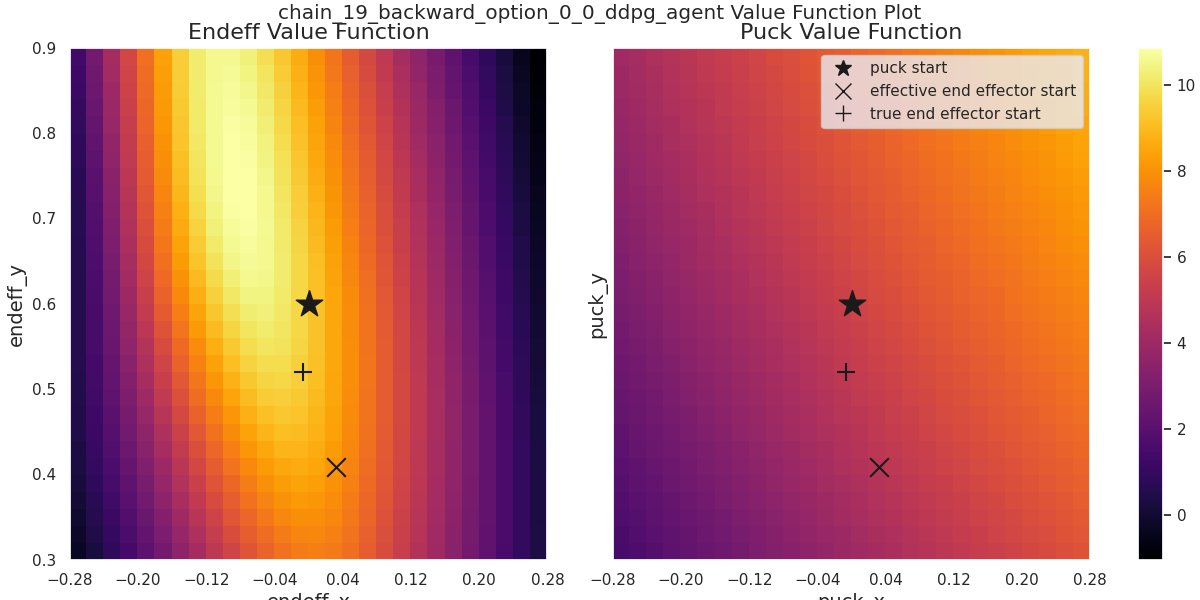 chain_19_backward_option_0_0_ddpg_agent Value Function Plot
Endeff Value Function
Puck Value Function
puck start
effective end effector start
true end effector start
endeff_y
0.9
0.8
0.7
0.6
0.5
0.4
0.3
−0.28 −0.20 −0.12 −0.04 0.04 0.12 0.20 0.28
endeff_x
puck_y
−0.28 −0.20 −0.12 −0.04 0.04 0.12 0.20 0.28
puck_x
10
8
6
4
2
0